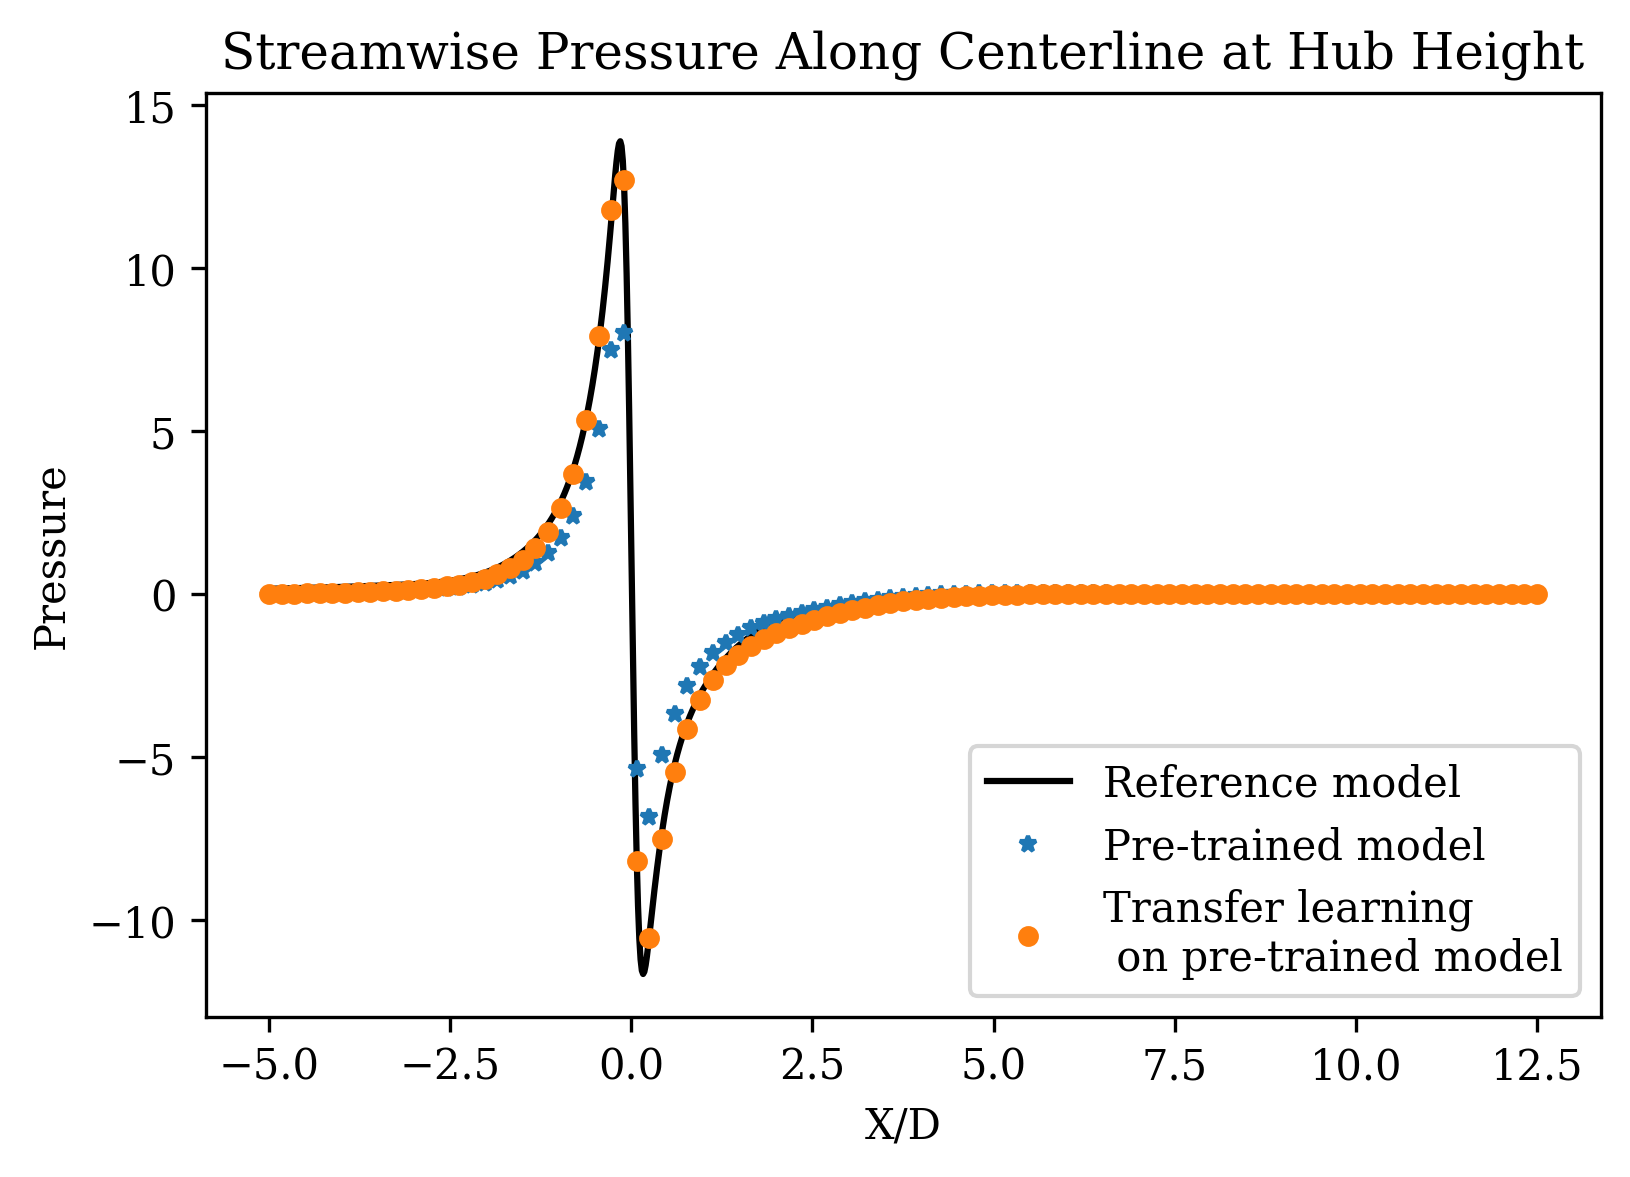 Streamwise Pressure Along Centerline at Hub Height
15
10
5
0
−5
−10
Pressure
−5.0
−2.5
0.0
2.5
5.0
7.5
10.0
12.5
X/D
Reference model
Pre-trained model
Transfer learning
on pre-trained model